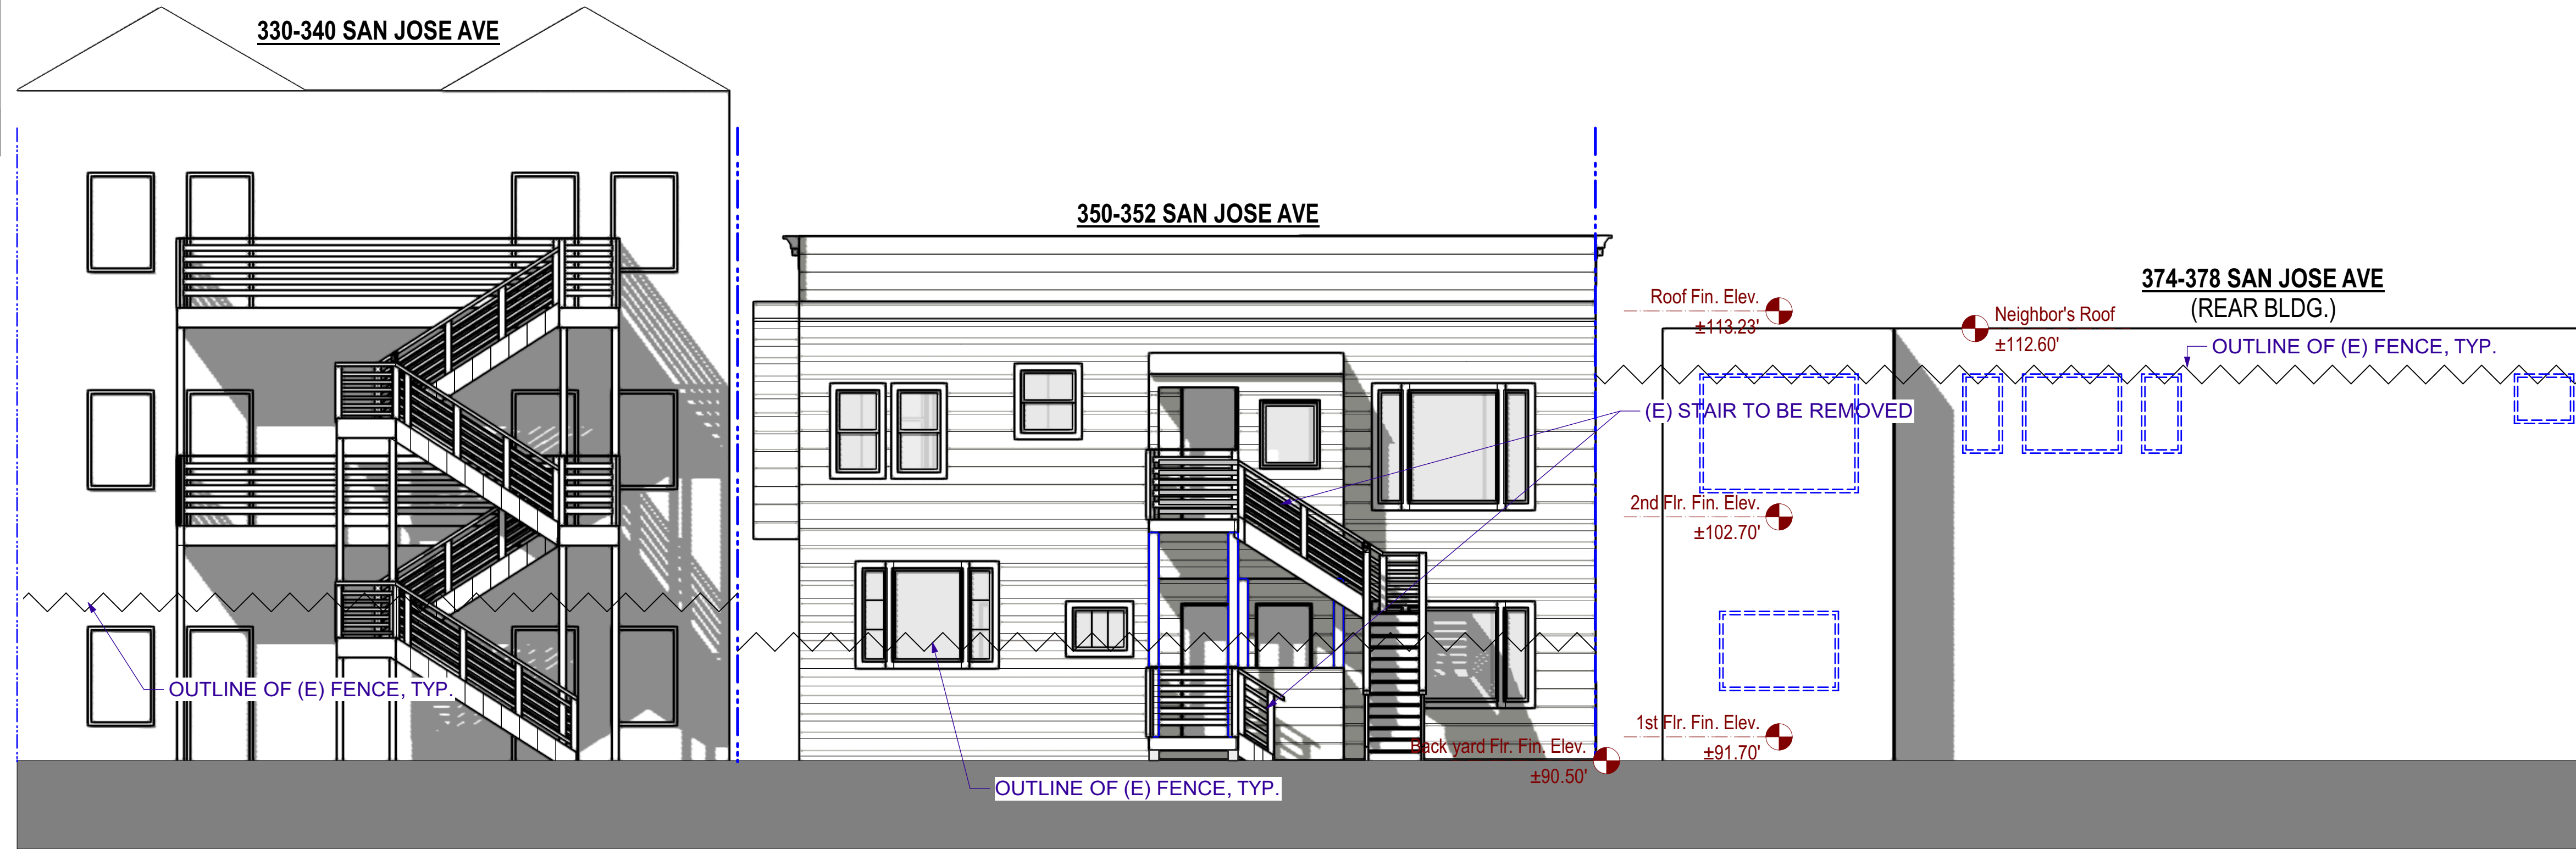 330-340 SAN JOSE AVE
350-352 SAN JOSE AVE
374-378 SAN JOSE AVE
(REAR BLDG.)
Roof Fin. Elev.
±113.23'
Neighbor's Roof
±112.60'
OUTLINE OF (E) FENCE, TYP.
(E) STAIR TO BE REMOVED
2nd Flr. Fin. Elev.
±102.70'
OUTLINE OF (E) FENCE, TYP.
1st Flr. Fin. Elev.
±91.70'
Back yard Flr. Fin. Elev.
±90.50'
OUTLINE OF (E) FENCE, TYP.